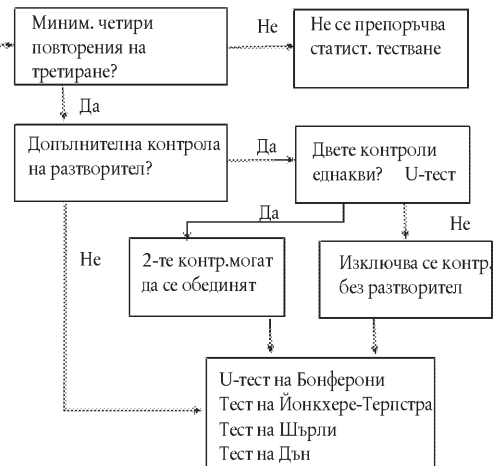 Миним. четири
повторения на
третиране?
Не
Не се препоръчва
статист. тестване
Да
Допълнителна контрола
на разтворител?
Да
Двете контроли
еднакви? U-тест
Да
Не
Не
2-те контр.могат
да се обединят
Изключва се контр.
без разтворител
U-тест на Бонферони
Тест на Йонкхере-Терпстра
Тест на Шърли
Тест на Дън